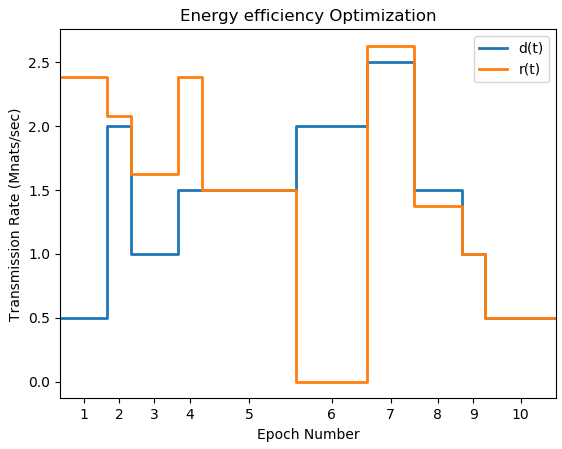 Energy efficiency Optimization
d(t)
r(t)
Transmission Rate (Mnats/sec)
2.5
2.0
1.5
1.0
0.5
0.0
1 2 3 4 5 6 7 8 9 10
Epoch Number